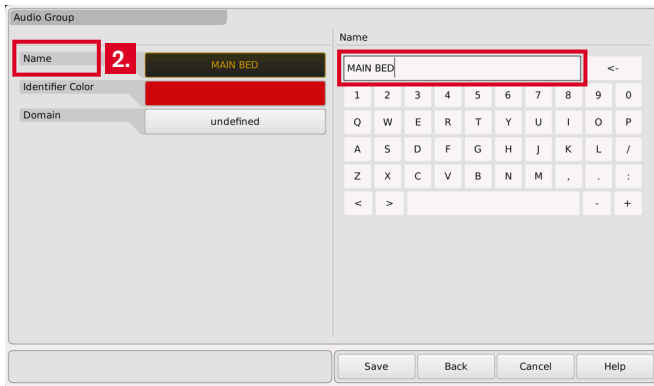 Audio Group
Name
2.
MAIN BED
Identifier Color
Domain
undefined
Name
MAIN BED
<-
1 2 3 4 5 6 7 8 9 0
Q W E R T Y U I O P
A S D F G H J K L /
Z X C V B N M , . :
< > - +
Save Back Cancel Help